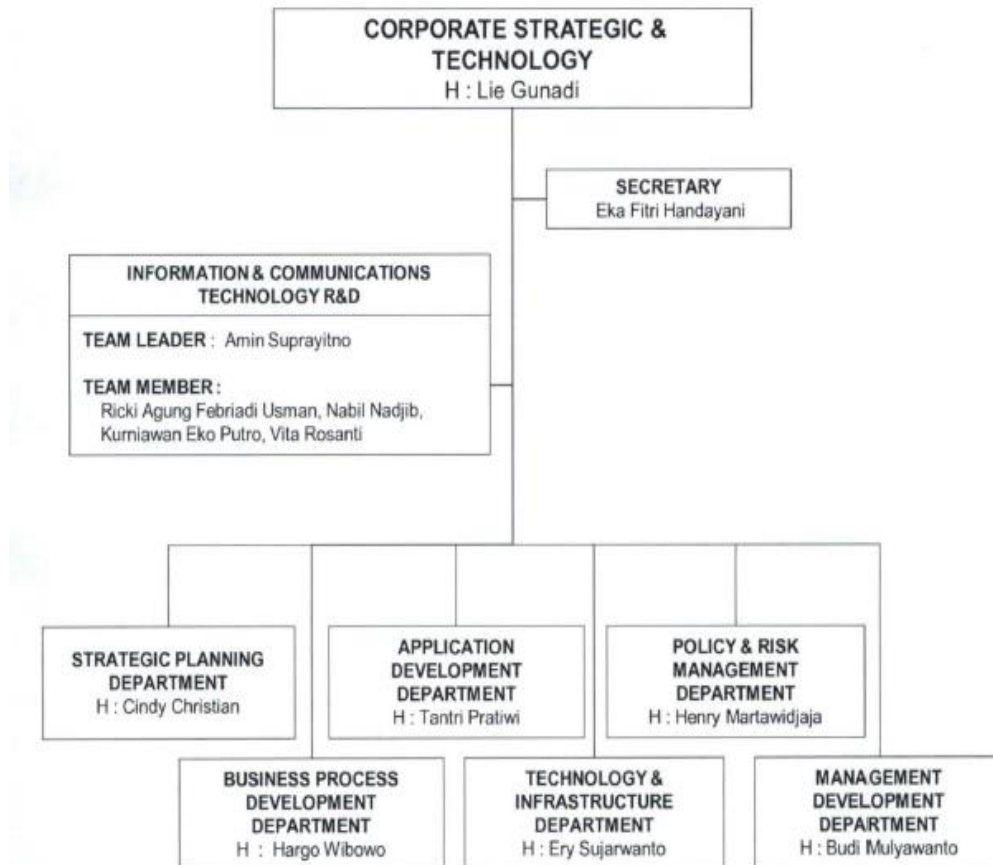 CORPORATE STRATEGIC &
TECHNOLOGY
H : Lie Gunadi
SECRETARY
Eka Fitri Handayani
INFORMATION & COMMUNICATIONS
TECHNOLOGY R&D
TEAM LEADER : Amin Suprayitno
TEAM MEMBER :
Ricki Agung Febriadi Usman, Nabil Nadjib,
Kurniawan Eko Putro, Vita Rosanti
STRATEGIC PLANNING
DEPARTMENT
H : Cindy Christian
APPLICATION
DEVELOPMENT
DEPARTMENT
H : Tantri Pratiwi
POLICY & RISK
MANAGEMENT
DEPARTMENT
H : Henry Martawidjaja
BUSINESS PROCESS
DEVELOPMENT
DEPARTMENT
H : Hargo Wibowo
TECHNOLOGY &
INFRASTRUCTURE
DEPARTMENT
H : Ery Sujarwanto
MANAGEMENT
DEVELOPMENT
DEPARTMENT
H : Budi Mulyawanto